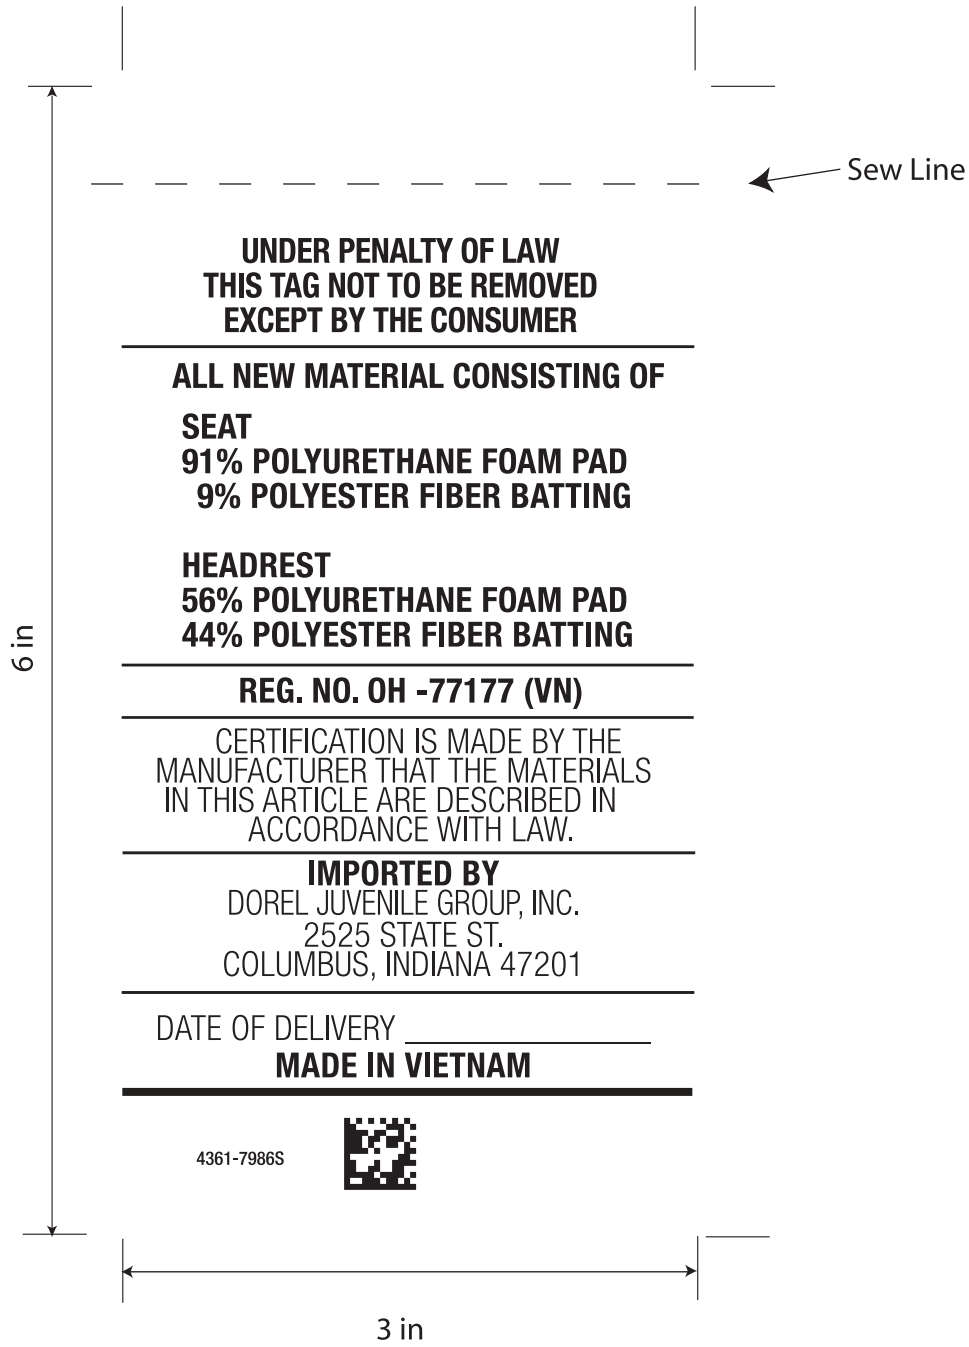 Sew Line
UNDER PENALTY OF LAW
THIS TAG NOT TO BE REMOVED
EXCEPT BY THE CONSUMER
ALL NEW MATERIAL CONSISTING OF
SEAT
91% POLYURETHANE FOAM PAD
9% POLYESTER FIBER BATTING
HEADREST
56% POLYURETHANE FOAM PAD
44% POLYESTER FIBER BATTING
6 in
REG. NO. OH -77177 (VN)
CERTIFICATION IS MADE BY THE
MANUFACTURER THAT THE MATERIALS
IN THIS ARTICLE ARE DESCRIBED IN
ACCORDANCE WITH LAW.
IMPORTED BY
DOREL JUVENILE GROUP, INC.
2525 STATE ST.
COLUMBUS, INDIANA 47201
DATE OF DELIVERY
MADE IN VIETNAM
4361-7986S
3 in